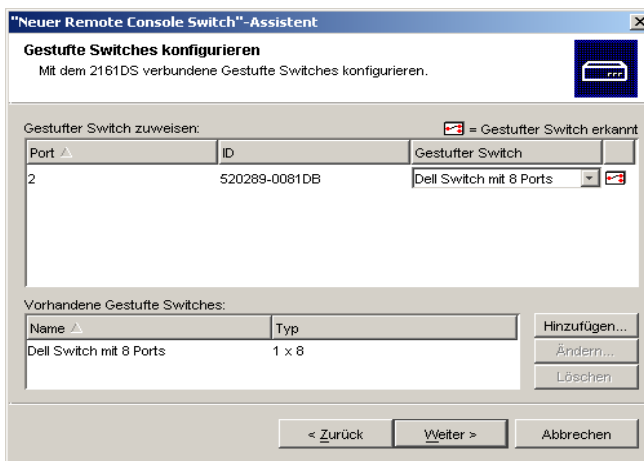 "Neuer Remote Console Switch"-Assistent
Gestufte Switches konfigurieren
Mit dem 2161DS verbundene Gestufte Switches konfigurieren.
Gestufter Switch zuweisen:
= Gestufter Switch erkannt
Port ID Gestufter Switch
2 520289-0081DB Dell Switch mit 8 Ports
Vorhandene Gestufte Switches:
Name Typ
Dell Switch mit 8 Ports 1 x 8
Hinzufügen...
Ändern...
Löschen
< Zurück Weiter > Abbrechen